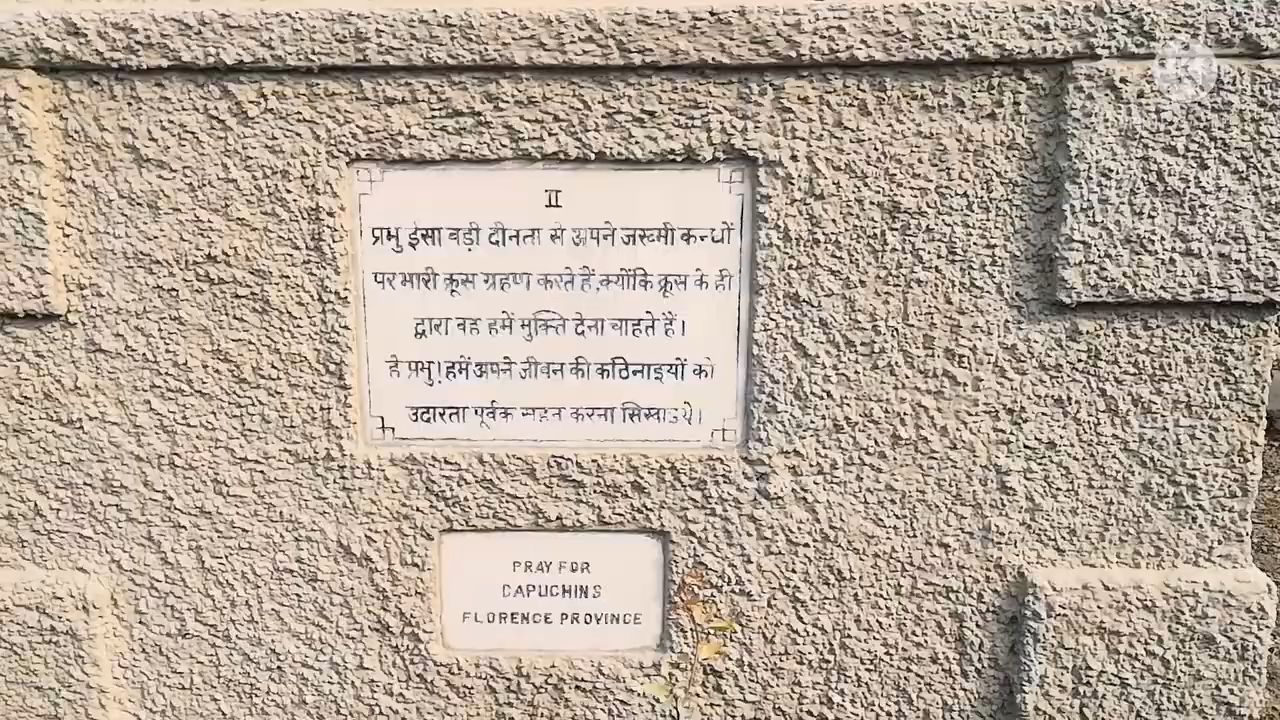 II
प्रभु ईसा बड़ी दीनता से अपने जख्मी कन्धों
पर भारी क्रूस ग्रहण करते हैं,क्योंकि क्रूस के ही
द्वारा वह हमें मुक्ति देना चाहते हैं।
हे प्रभु! हमें अपने जीवन की कठिनाइयों को
उदारता पूर्वक सहन करना सिखाइये।
PRAY FOR
CAPUCHINS
FLORENCE PROVINCE